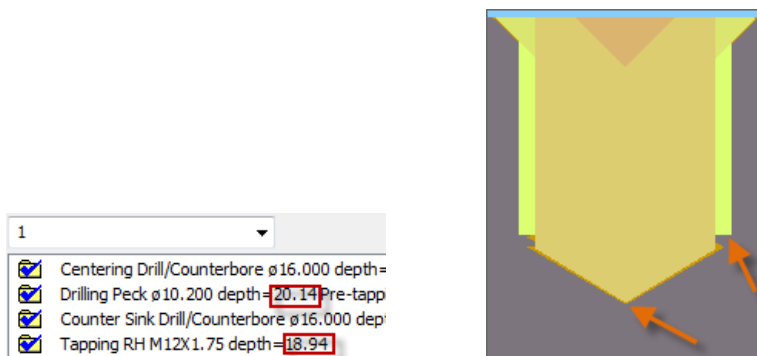 1
Centering Drill/Counterbore ø16.000 depth=
Drilling Peck ø10.200 depth=20.14 Pre-tappi
Counter Sink Drill/Counterbore ø16.000 dept
Tapping RH M12X1.75 depth=18.94